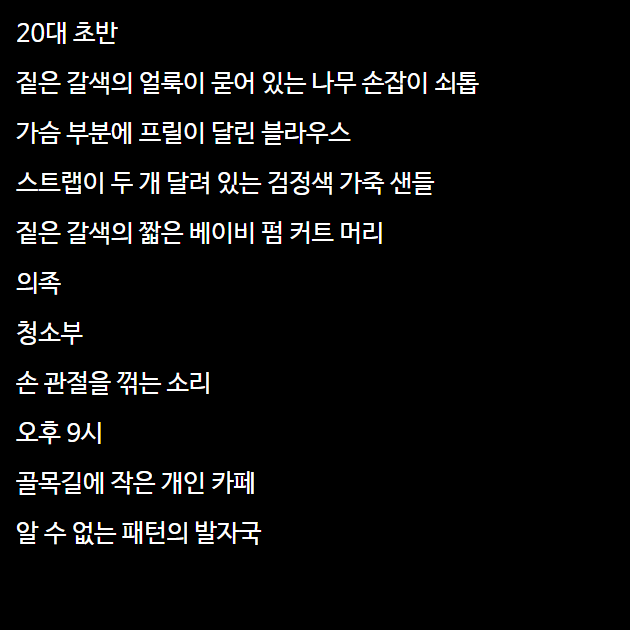 20대 초반
짙은 갈색의 얼룩이 묻어 있는 나무 손잡이 쇠톱
가슴 부분에 프릴이 달린 블라우스
스트랩이 두 개 달려 있는 검정색 가죽 샌들
짙은 갈색의 짧은 베이비 펌 커트 머리
의족
청소부
손 관절을 꺾는 소리
오후 9시
골목길에 작은 개인 카페
알 수 없는 패턴의 발자국